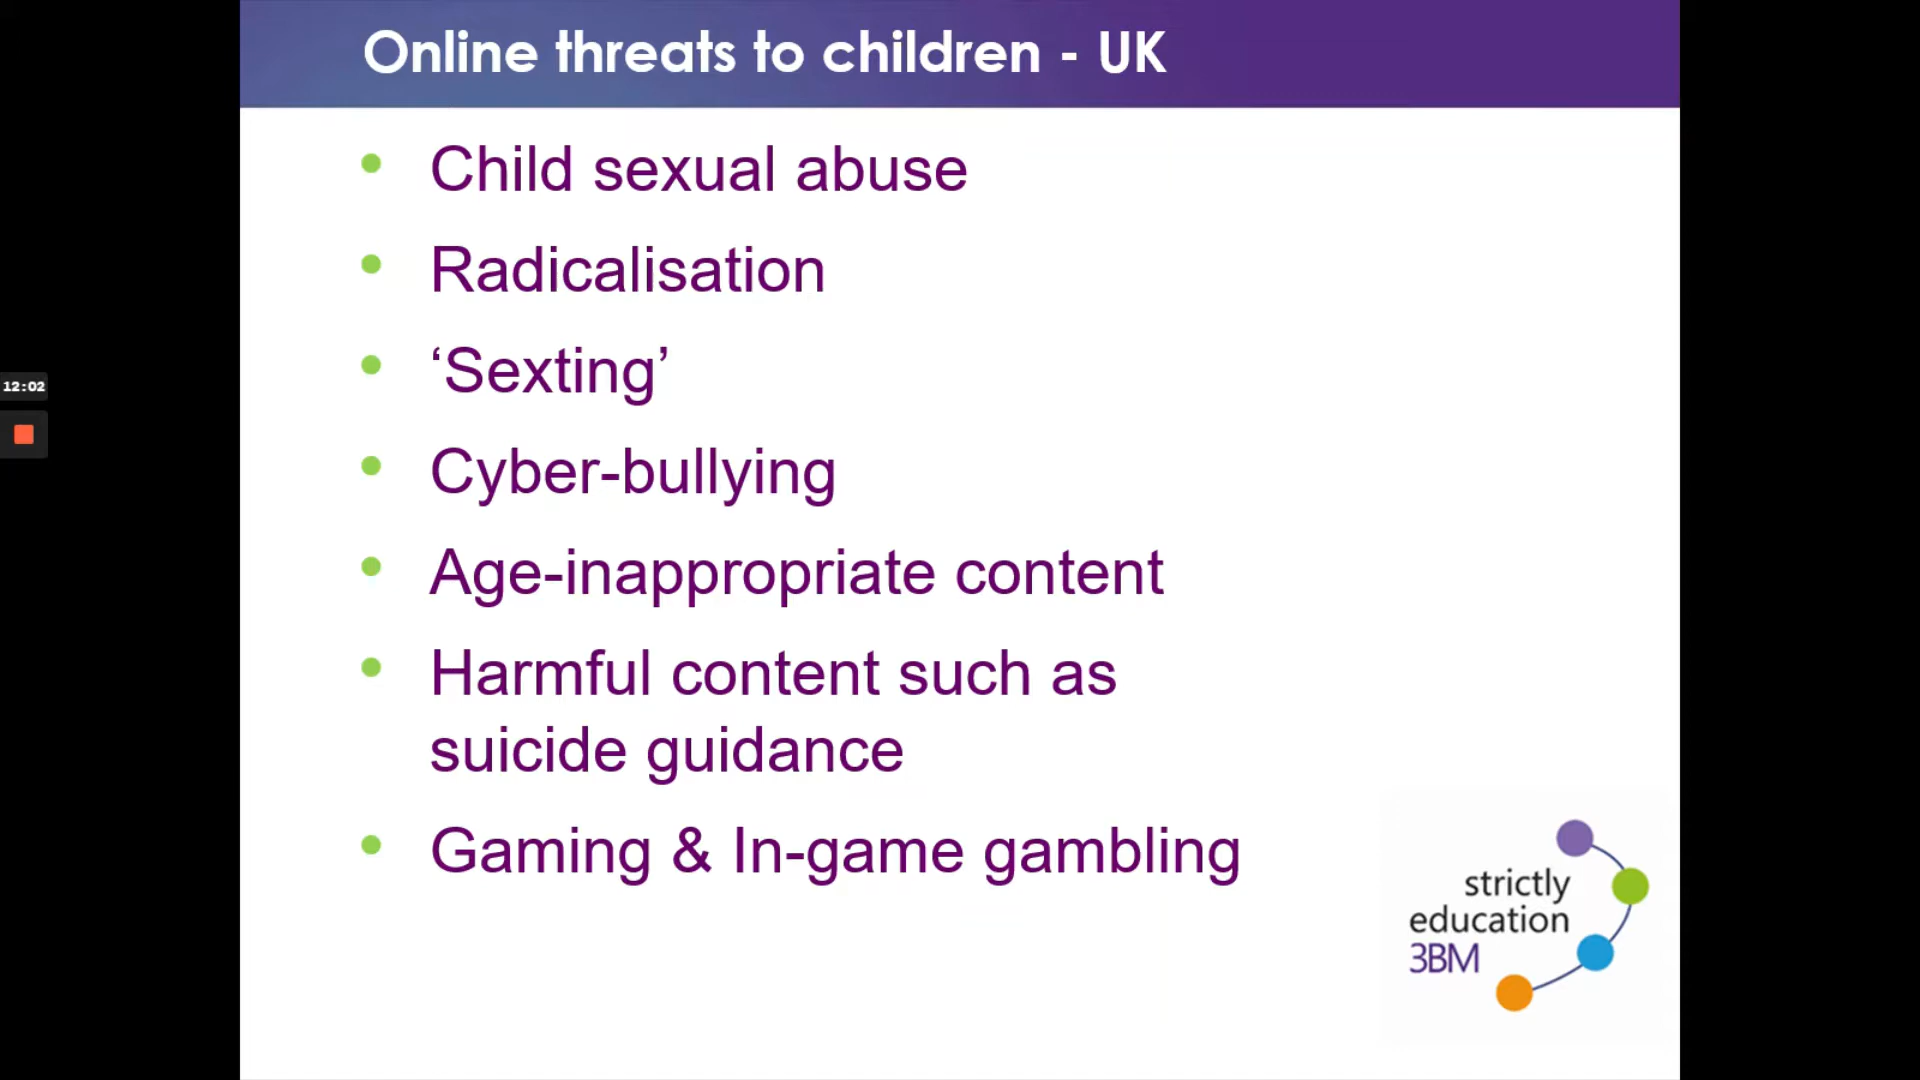 Online threats to children - UK
• Child sexual abuse
• Radicalisation
• ‘Sexting’
• Cyber-bullying
• Age-inappropriate content
• Harmful content such as
suicide guidance
• Gaming & In-game gambling
12:02
strictly
education
3BM